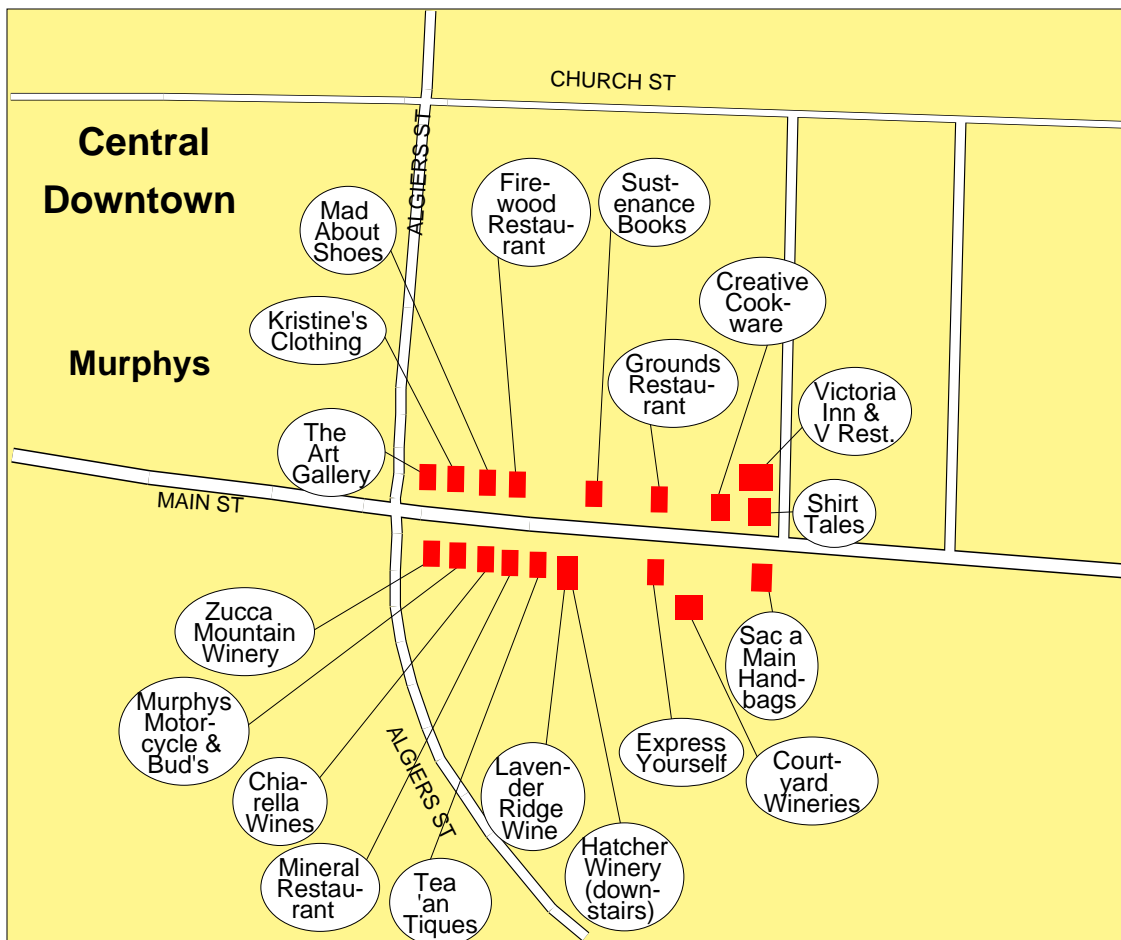 CHURCH ST
Central
Downtown
Murphys
ALGIERS ST
MAIN ST
Mad
About
Shoes
Fire-
wood
Restau-
rant
Sust-
enance
Books
Creative
Cook-
ware
Kristine's
Clothing
Grounds
Restau-
rant
Victoria
Inn &
V Rest.
The
Art
Gallery
Shirt
Tales
Zucca
Mountain
Winery
Murphys
Motor-
cycle &
Bud's
Chia-
rella
Wines
Mineral
Restau-
rant
Tea
'an
Tiques
ALGIERS ST
Laven-
der
Ridge
Wine
Hatcher
Winery
(down-
stairs)
Express
Yourself
Court-
yard
Wineries
Sac a
Main
Hand-
bags